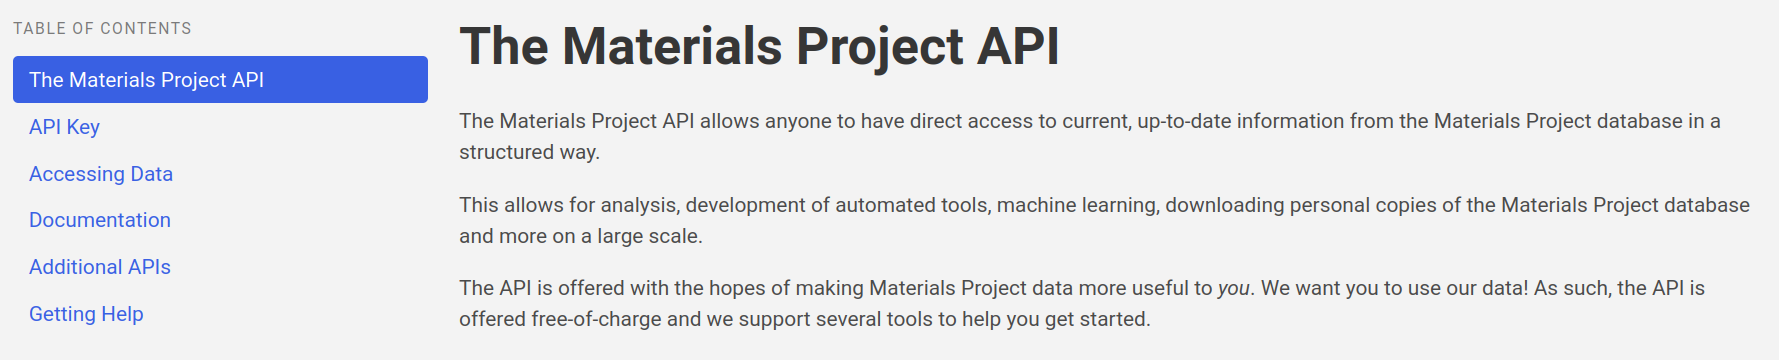 TABLE OF CONTENTS
The Materials Project API
API Key
Accessing Data
Documentation
Additional APIs
Getting Help
The Materials Project API
The Materials Project API allows anyone to have direct access to current, up-to-date information from the Materials Project database in a
structured way.
This allows for analysis, development of automated tools, machine learning, downloading personal copies of the Materials Project database
and more on a large scale.
The API is offered with the hopes of making Materials Project data more useful to you. We want you to use our data! As such, the API is
offered free-of-charge and we support several tools to help you get started.